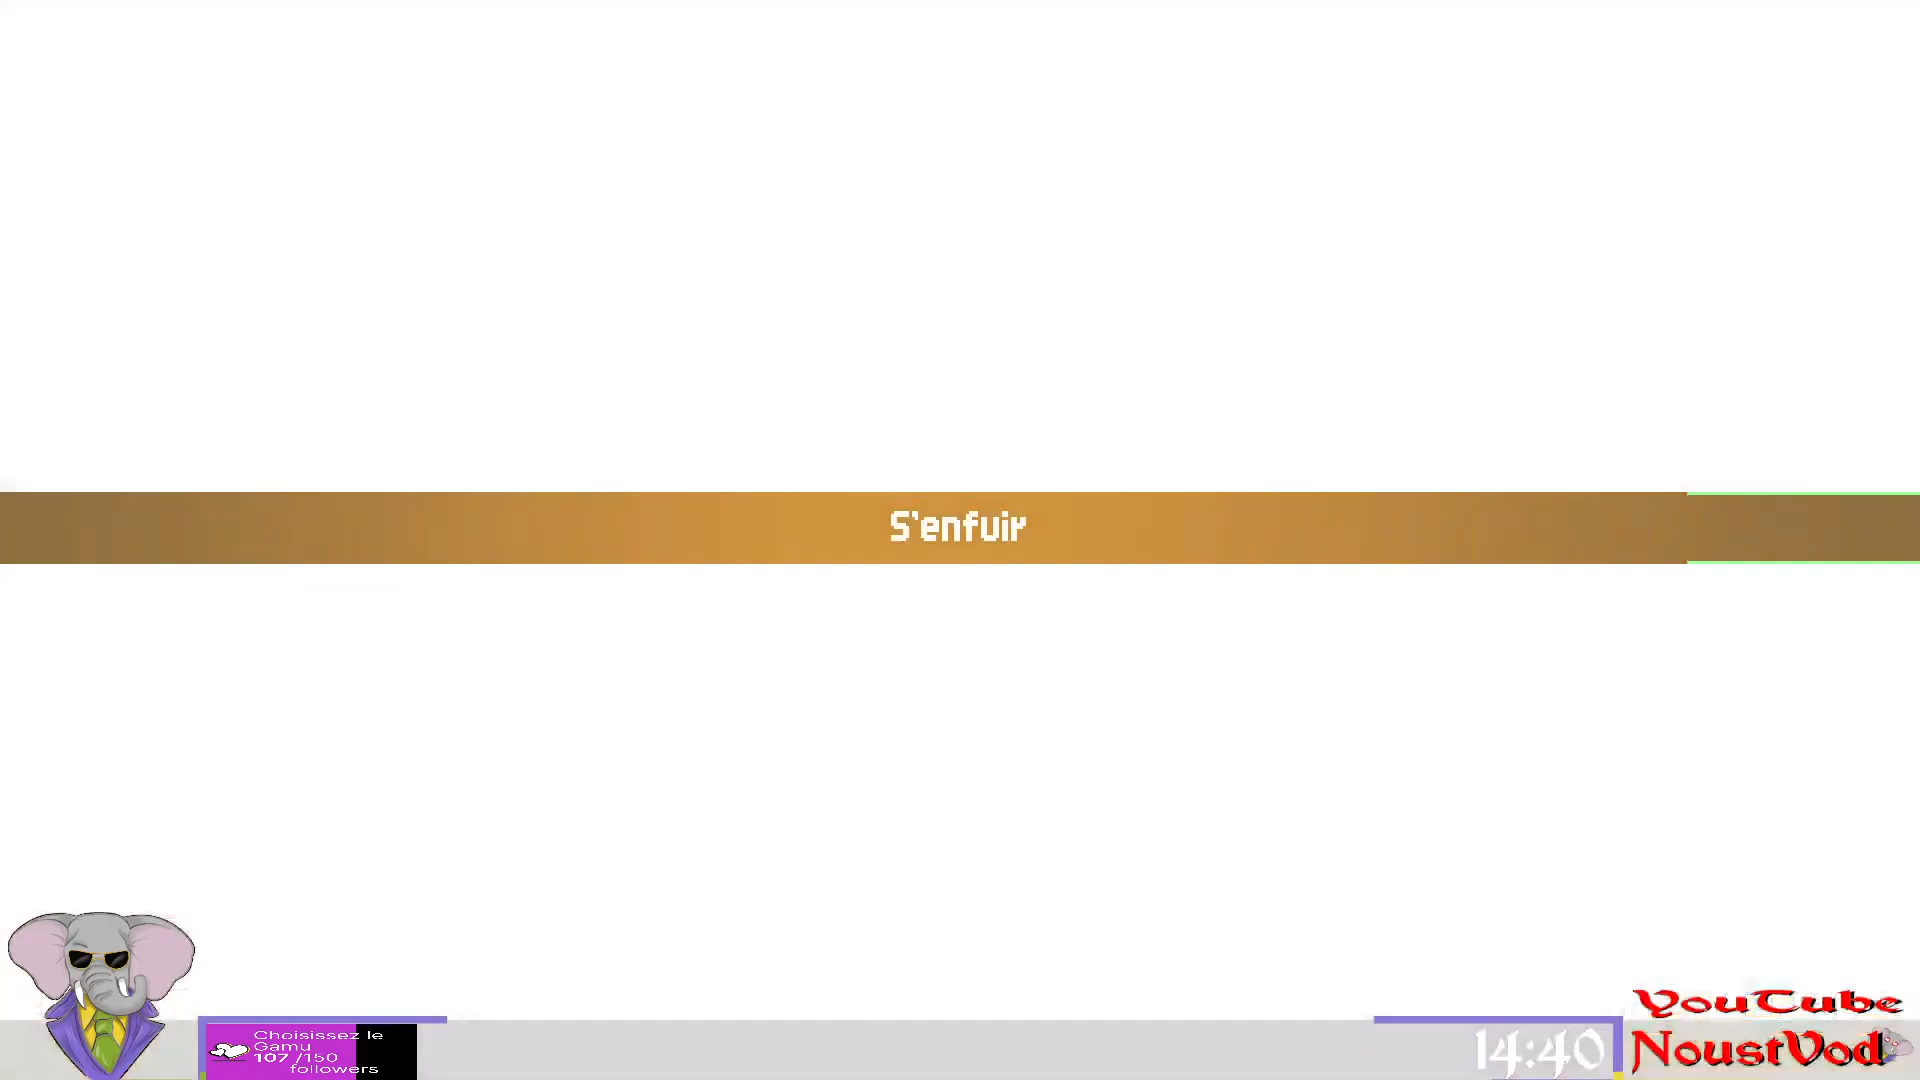 S'enfuir
Choisissez le
Gamu
107 /150
followers
14:40
YouTube
NoustVod